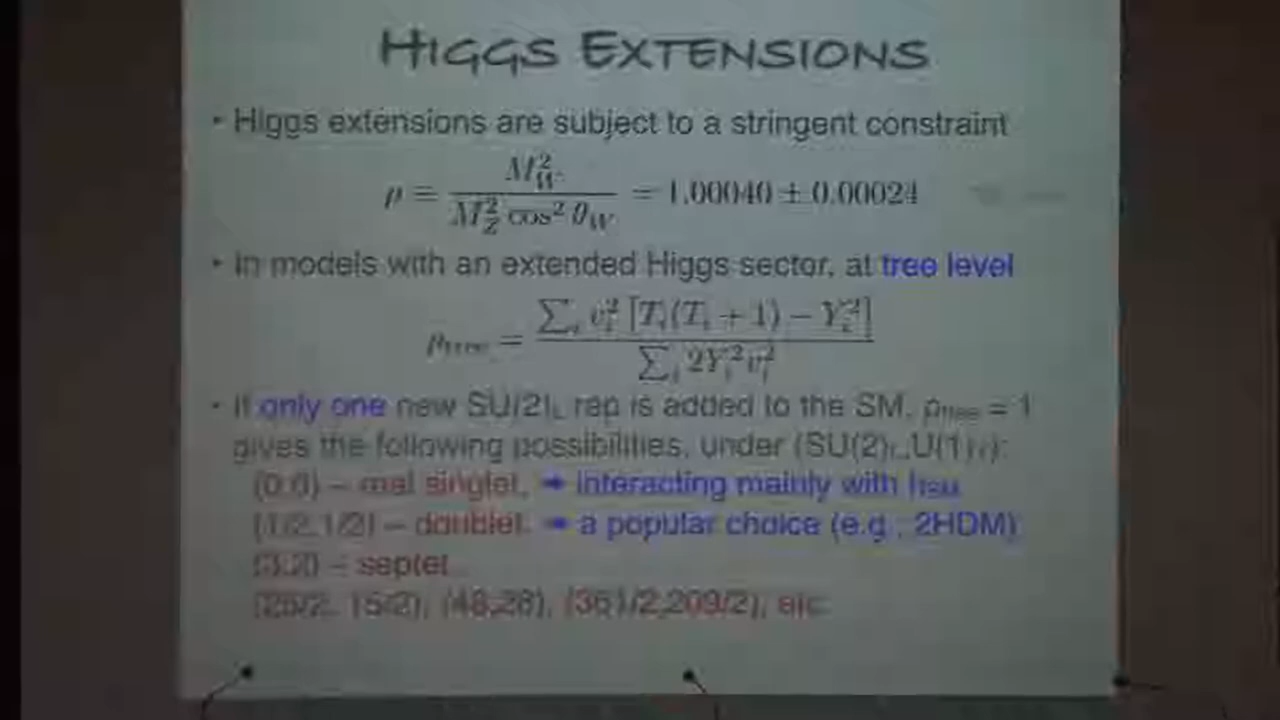 HIGGS EXTENSIONS
• Higgs extensions are subject to a stringent constraint
ρ = M_W^2 / (M_Z^2 cos^2 θ_W) = 1.00040 ± 0.00024
• In models with an extended Higgs sector, at tree level
ρ_tree = ∑_i v_i^2 [T_i(T_i + 1) − Y_i^2] / ∑_i 2Y_i^2 v_i^2
• If only one new SU(2)_L rep is added to the SM, ρ_tree = 1
gives the following possibilities, under (SU(2)_L,U(1)_Y):
(0,0) – real singlet, ➡ interacting mainly with h_SM
(1/2,1/2) – doublet, ➡ a popular choice (e.g., 2HDM)
(3,2) – septet
(25/2, 15/2), (48,28), (361/2,209/2), etc